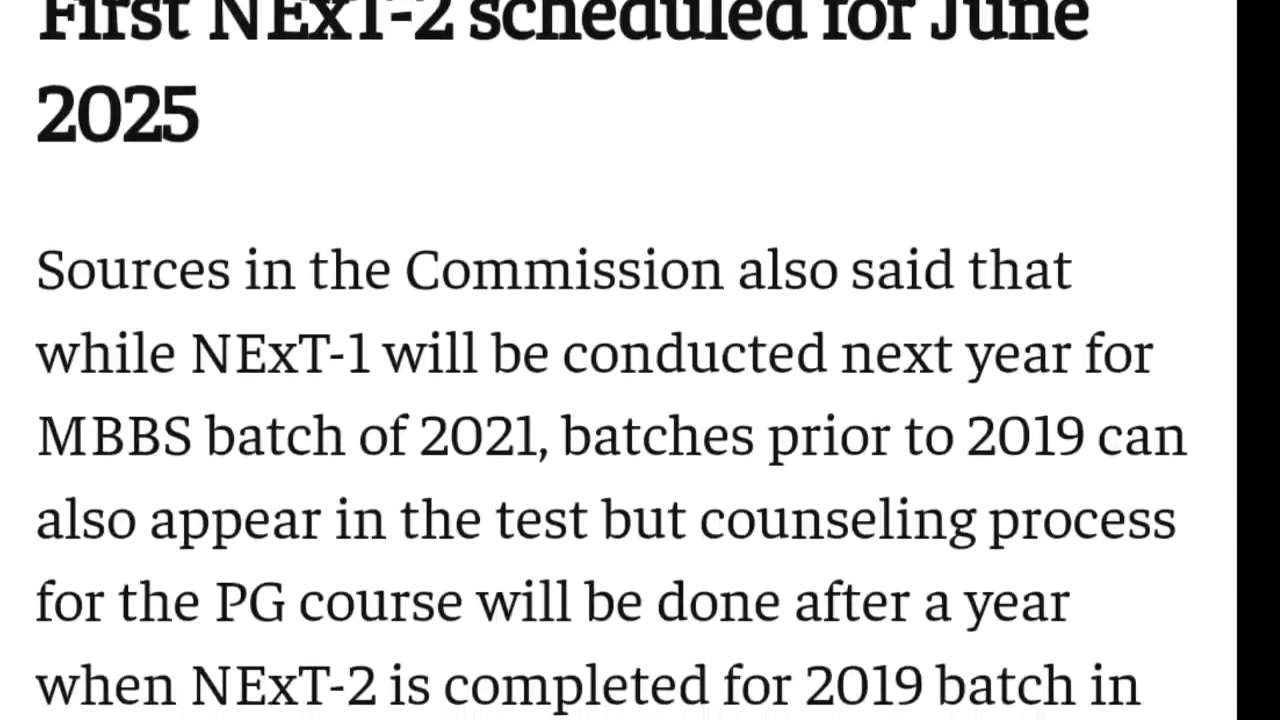 First NExT-2 scheduled for June
2025
Sources in the Commission also said that
while NExT-1 will be conducted next year for
MBBS batch of 2021, batches prior to 2019 can
also appear in the test but counseling process
for the PG course will be done after a year
when NExT-2 is completed for 2019 batch in